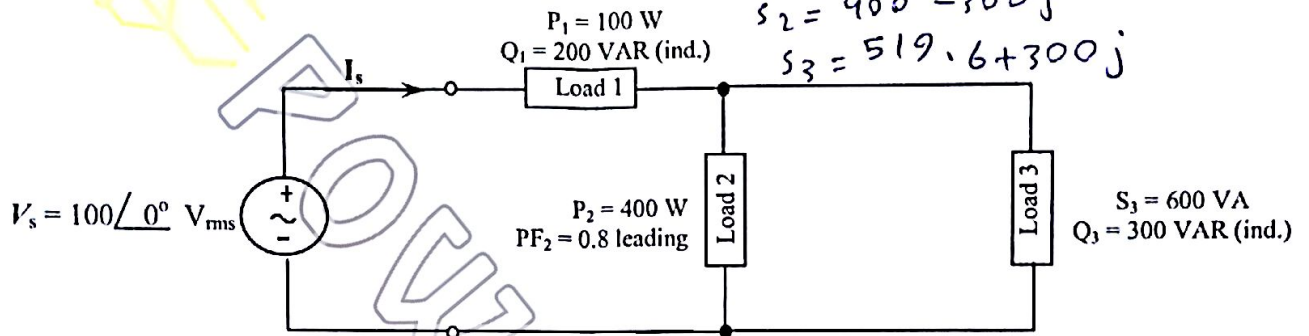 P₁ = 100 W
Q₁ = 200 VAR (ind.)
S₂ = 400 - 300j
S₃ = 519.6 + 300j
Iₛ
Load 1
Vₛ = 100∠0° Vrms
+
~
-
P₂ = 400 W
PF₂ = 0.8 leading
Load 2
Load 3
S₃ = 600 VA
Q₃ = 300 VAR (ind.)